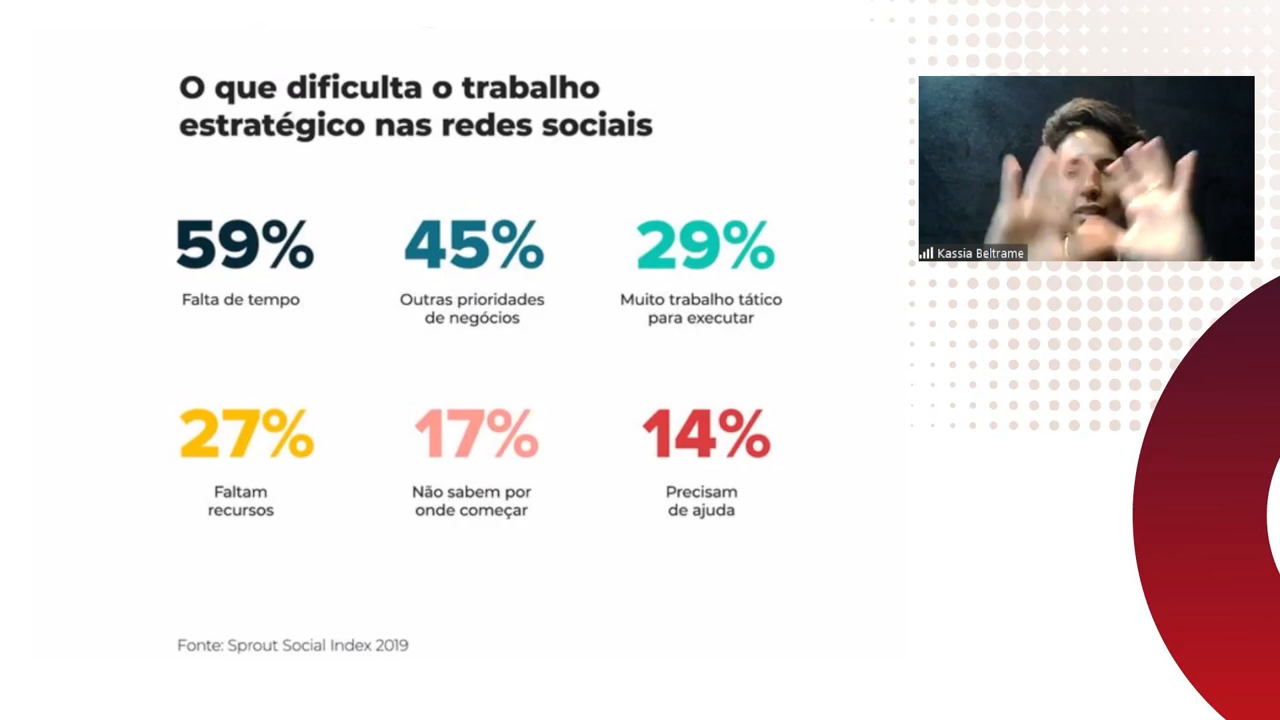 O que dificulta o trabalho
estratégico nas redes sociais
59%
Falta de tempo
45%
Outras prioridades
de negócios
29%
Muito trabalho tático
para executar
27%
Faltam
recursos
17%
Não sabem por
onde começar
14%
Precisam
de ajuda
Fonte: Sprout Social Index 2019
Kassia Beltrame